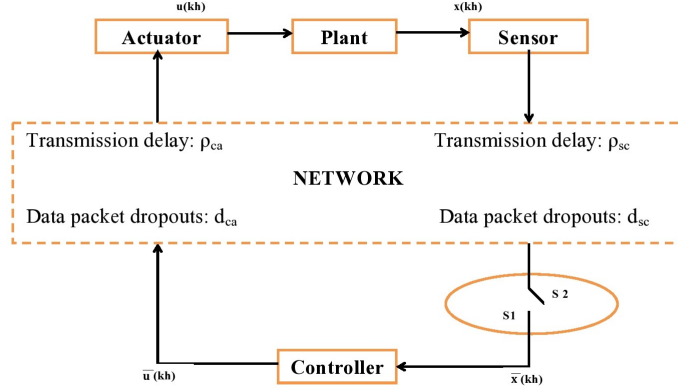 u(kh)
x(kh)
Actuator
Plant
Sensor
Transmission delay: ρca
Transmission delay: ρsc
NETWORK
Data packet dropouts: dca
Data packet dropouts: dsc
S 2
S1
u̅(kh)
Controller
x̅(kh)